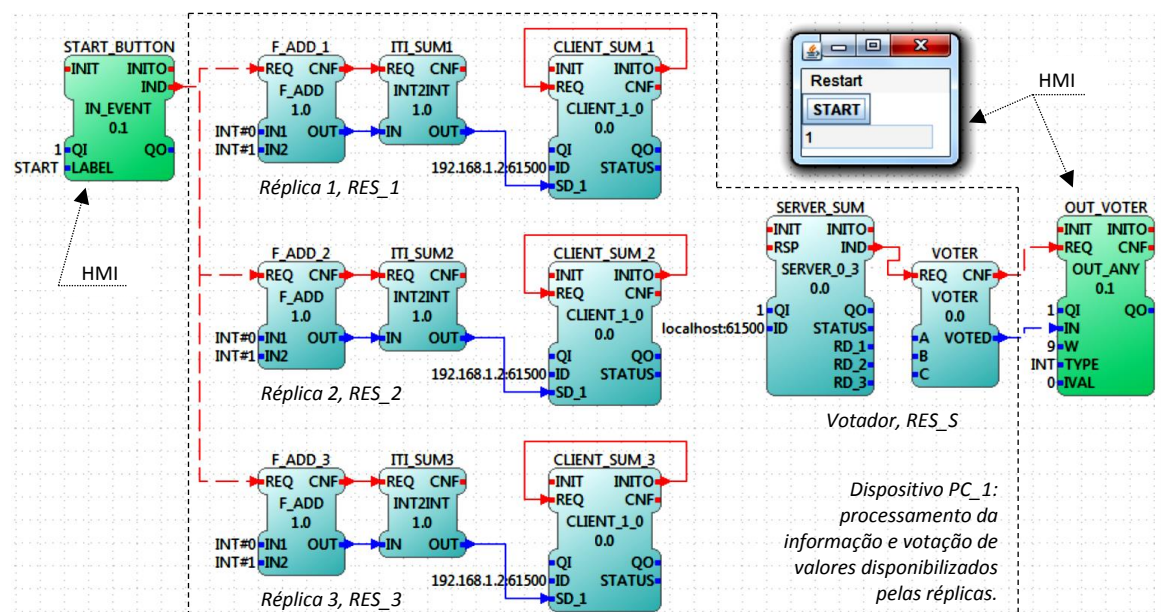 START_BUTTON
INIT INITO
IND
IN_EVENT
0.1
1 QI QO
START LABEL
HMI
F_ADD_1
REQ CNF
F_ADD
1.0
INT#0 IN1 OUT
INT#1 IN2
ITI_SUM1
REQ CNF
INT2INT
1.0
IN OUT
CLIENT_SUM_1
INIT INITO
REQ CNF
CLIENT_1_0
0.0
QI QO
192.168.1.2:61500 ID STATUS
SD_1
Réplica 1, RES_1
Restart
START
1
HMI
F_ADD_2
REQ CNF
F_ADD
1.0
INT#0 IN1 OUT
INT#1 IN2
ITI_SUM2
REQ CNF
INT2INT
1.0
IN OUT
CLIENT_SUM_2
INIT INITO
REQ CNF
CLIENT_1_0
0.0
QI QO
192.168.1.2:61500 ID STATUS
SD_1
Réplica 2, RES_2
SERVER_SUM
INIT INITO
RSP IND
SERVER_0_3
0.0
1 QI QO
localhost:61500 ID STATUS
RD_1
RD_2
RD_3
VOTER
REQ CNF
VOTER
0.0
A VOTED
B
C
OUT_VOTER
INIT INITO
REQ CNF
OUT_ANY
0.1
1 QI QO
IN
9 W
INT TYPE
0 IVAL
Votador, RES_S
F_ADD_3
REQ CNF
F_ADD
1.0
INT#0 IN1 OUT
INT#1 IN2
ITI_SUM3
REQ CNF
INT2INT
1.0
IN OUT
CLIENT_SUM_3
INIT INITO
REQ CNF
CLIENT_1_0
0.0
QI QO
192.168.1.2:61500 ID STATUS
SD_1
Réplica 3, RES_3
Dispositivo PC_1:
processamento da
informação e votação de
valores disponibilizados
pelas réplicas.